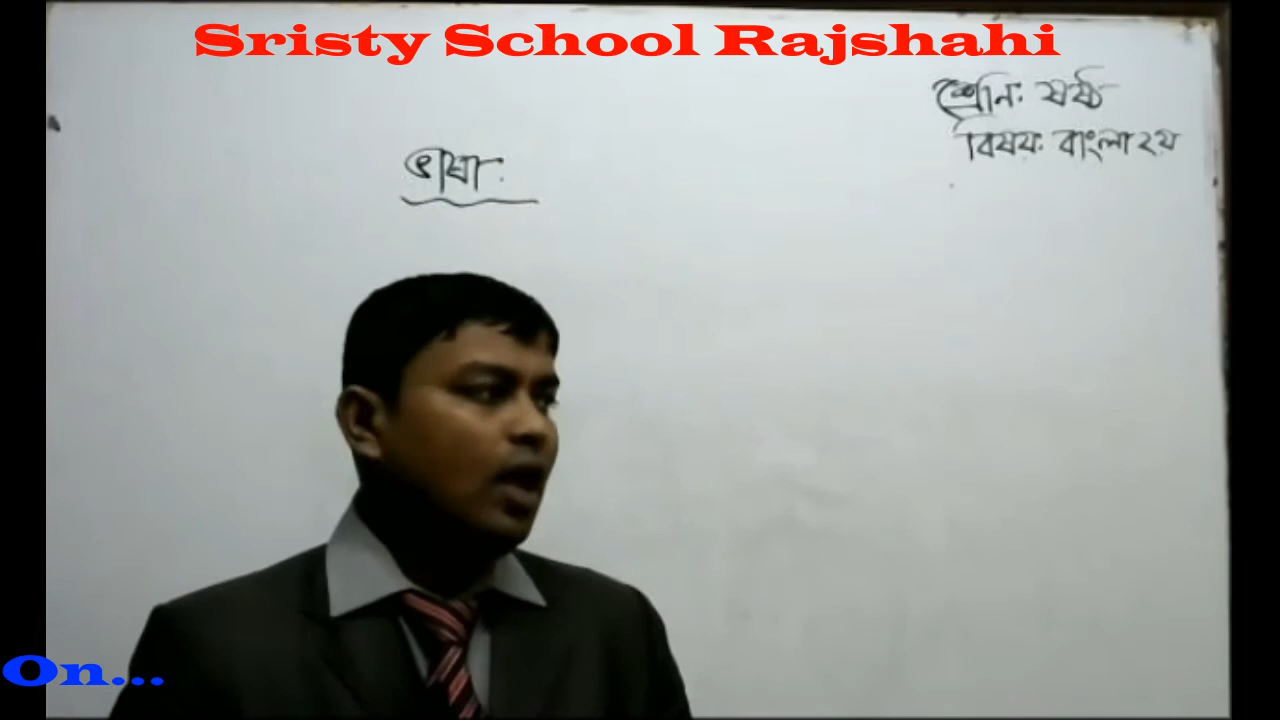 Sristy School Rajshahi
শ্রেনিঃ ষষ্ঠ
বিষয়ঃ বাংলা ২য়
ভাষাঃ
On...